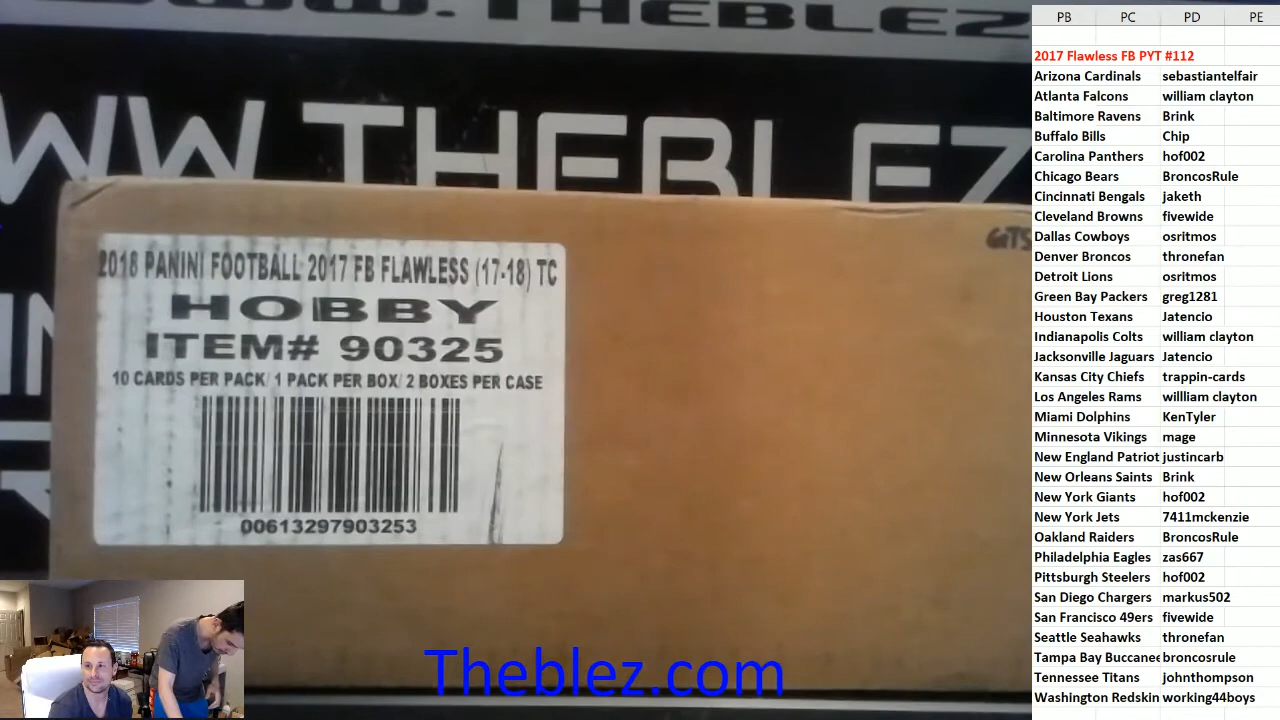 WWW.THEBLEZ
WWW THEBLEZ
GTS
2018 PANINI FOOTBALL 2017 FB FLAWLESS (17-18) TC
HOBBY
ITEM# 90325
10 CARDS PER PACK/ 1 PACK PER BOX/ 2 BOXES PER CASE
00613297903253
Theblez.com
PB PC PD PE
2017 Flawless FB PYT #112
Arizona Cardinals sebastiantelfair
Atlanta Falcons william clayton
Baltimore Ravens Brink
Buffalo Bills Chip
Carolina Panthers hof002
Chicago Bears BroncosRule
Cincinnati Bengals jaketh
Cleveland Browns fivewide
Dallas Cowboys osritmos
Denver Broncos thronefan
Detroit Lions osritmos
Green Bay Packers greg1281
Houston Texans Jatencio
Indianapolis Colts william clayton
Jacksonville Jaguars Jatencio
Kansas City Chiefs trappin-cards
Los Angeles Rams willliam clayton
Miami Dolphins KenTyler
Minnesota Vikings mage
New England Patriot justincarb
New Orleans Saints Brink
New York Giants hof002
New York Jets 7411mckenzie
Oakland Raiders BroncosRule
Philadelphia Eagles zas667
Pittsburgh Steelers hof002
San Diego Chargers markus502
San Francisco 49ers fivewide
Seattle Seahawks thronefan
Tampa Bay Buccanee broncosrule
Tennessee Titans johnthompson
Washington Redskin working44boys